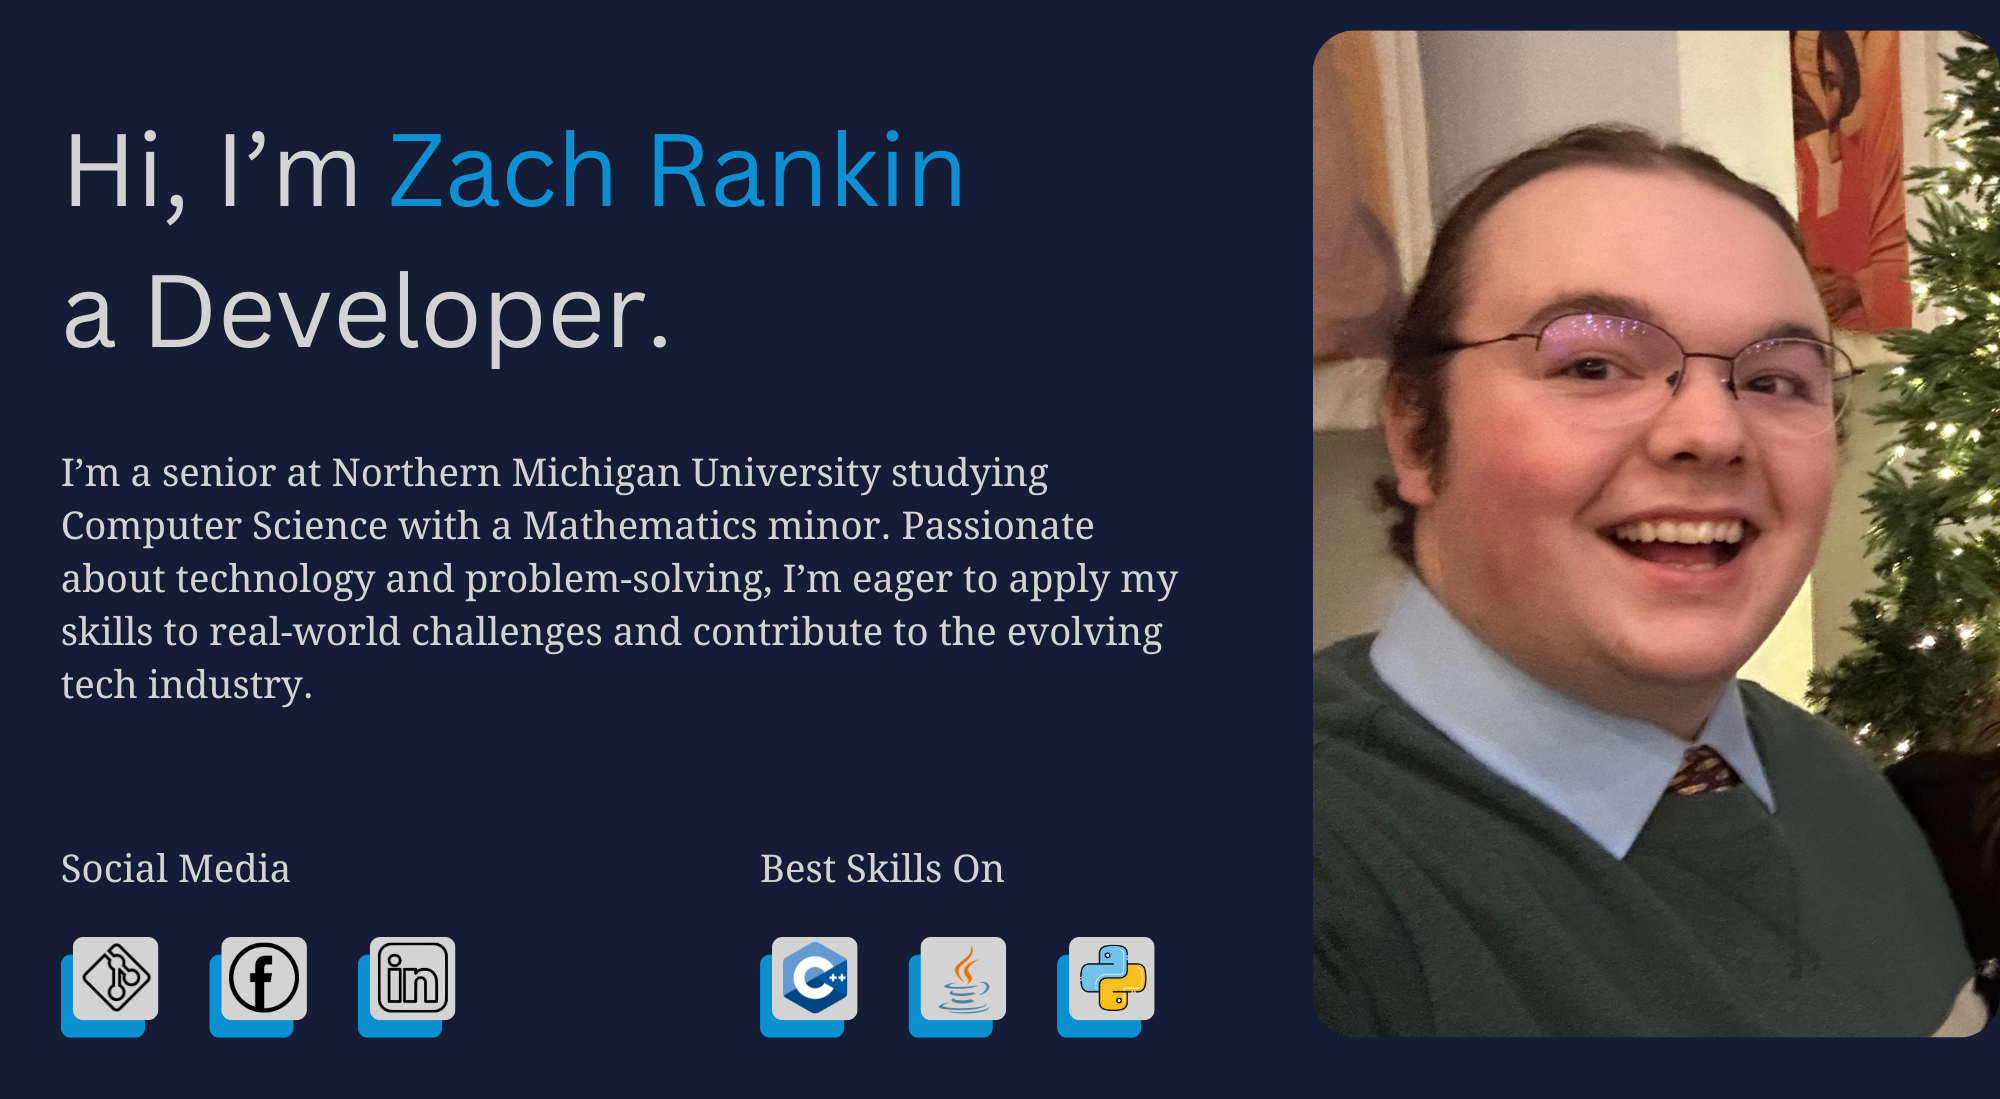 Hi, I’m Zach Rankin
a Developer.
I’m a senior at Northern Michigan University studying
Computer Science with a Mathematics minor. Passionate
about technology and problem-solving, I’m eager to apply my
skills to real-world challenges and contribute to the evolving
tech industry.
Social Media
Best Skills On
f
in
C++